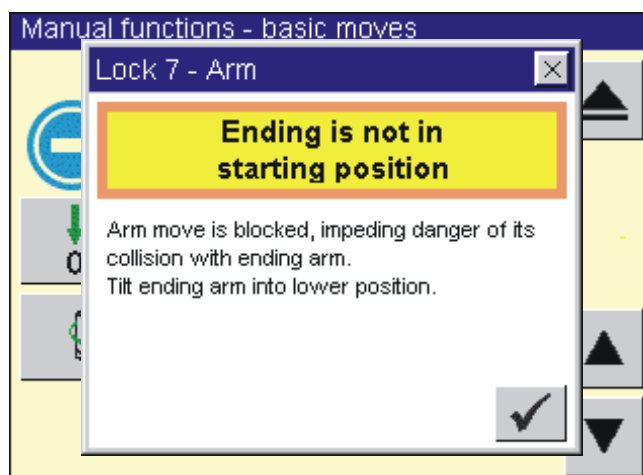 Manual functions - basic moves
Lock 7 - Arm
Ending is not in
starting position
Arm move is blocked, impeding danger of its
collision with ending arm.
Tilt ending arm into lower position.
0